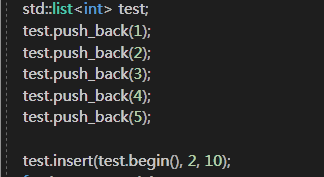 std::list<int> test;
test.push_back(1);
test.push_back(2);
test.push_back(3);
test.push_back(4);
test.push_back(5);
test.insert(test.begin(), 2, 10);